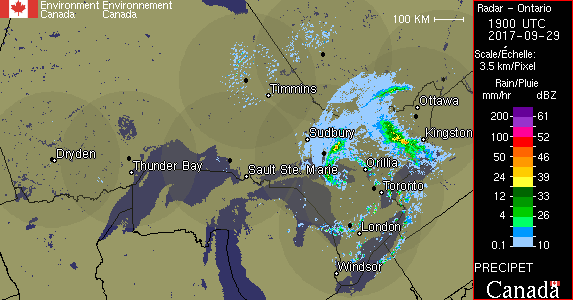 Environment Environnement
Canada Canada
100 KM
Radar - Ontario
1900 UTC
2017-09-29
Scale/Échelle:
3.5 km/Pixel
Rain/Pluie
mm/hr dBZ
200 61
100 56
100 52
50 46
24 39
12 33
4 26
0.1 10
Timmins
Ottawa
Sudbury
Kingston
Dryden
Thunder Bay
Sault Ste. Marie
Orillia
Toronto
London
Windsor
PRECIPET
Canada